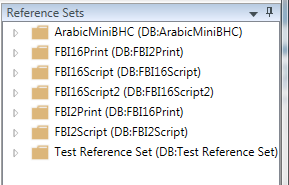 Reference Sets
ArabicMiniBHC (DB:ArabicMiniBHC)
FBI16Print (DB:FBI2Print)
FBI16Script (DB:FBI16Script)
FBI16Script2 (DB:FBI16Script2)
FBI2Print (DB:FBI16Print)
FBI2Script (DB:FBI2Script)
Test Reference Set (DB:Test Reference Set)